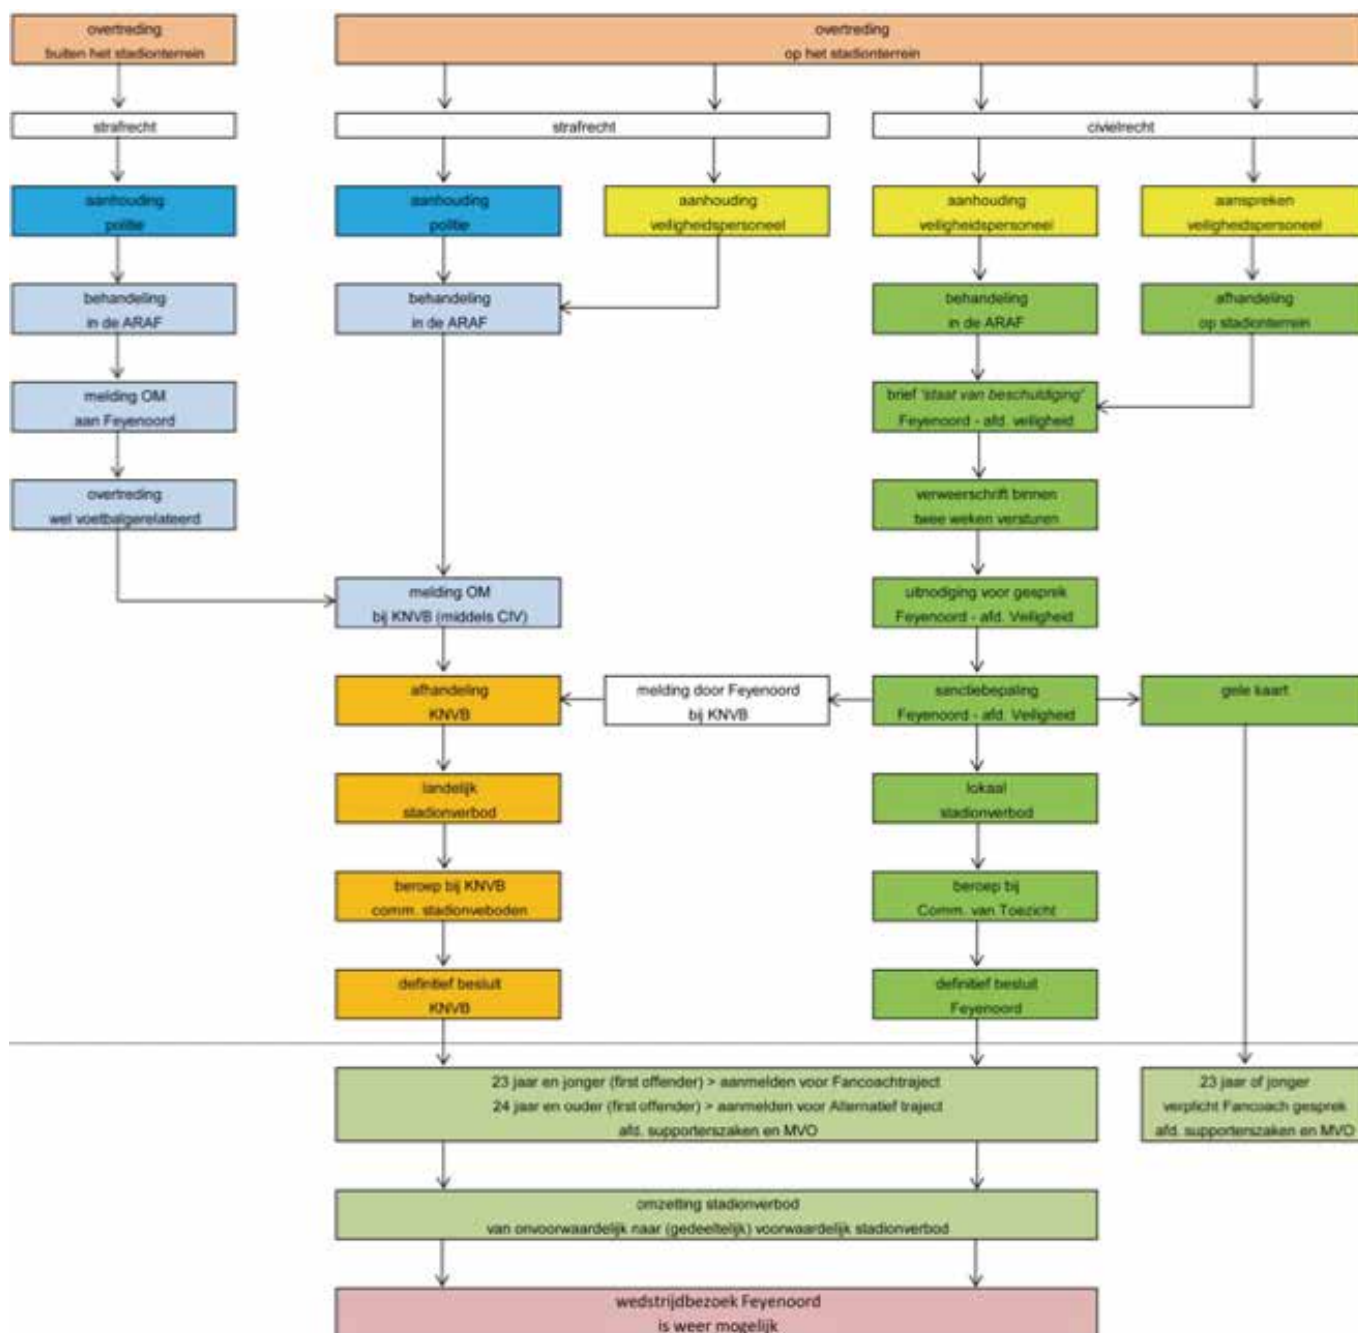 overtreding
buiten het stadionterrein
overtreding
op het stadionterrein
strafrecht
strafrecht
civielrecht
aanhouding
politie
aanhouding
politie
aanhouding
veiligheidspersoneel
aanhouding
veiligheidspersoneel
aanspreken
veiligheidspersoneel
behandeling
in de ARAF
behandeling
in de ARAF
behandeling
in de ARAF
afhandeling
op stadionterrein
melding OM
aan Feyenoord
brief 'staat van beschuldiging'
Feyenoord - afd. veiligheid
overtreding
wel voetbalgerelateerd
verweerschrift binnen
twee weken versturen
melding OM
bij KNVB (middels CIV)
uitnodiging voor gesprek
Feyenoord - afd. Veiligheid
afhandeling
KNVB
melding door Feyenoord
bij KNVB
sanctiebepaling
Feyenoord - afd. Veiligheid
gele kaart
landelijk
stadionverbod
lokaal
stadionverbod
beroep bij KNVB
comm. stadionveboden
beroep bij
Comm. van Toezicht
definitief besluit
KNVB
definitief besluit
Feyenoord
23 jaar en jonger (first offender) > aanmelden voor Fancoachtraject
24 jaar en ouder (first offender) > aanmelden voor Alternatief traject
afd. supporterszaken en MVO
23 jaar of jonger
verplicht Fancoach gesprek
afd. supporterszaken en MVO
omzetting stadionverbod
van onvoorwaardelijk naar (gedeeltelijk) voorwaardelijk stadionverbod
wedstrijdbezoek Feyenoord
is weer mogelijk